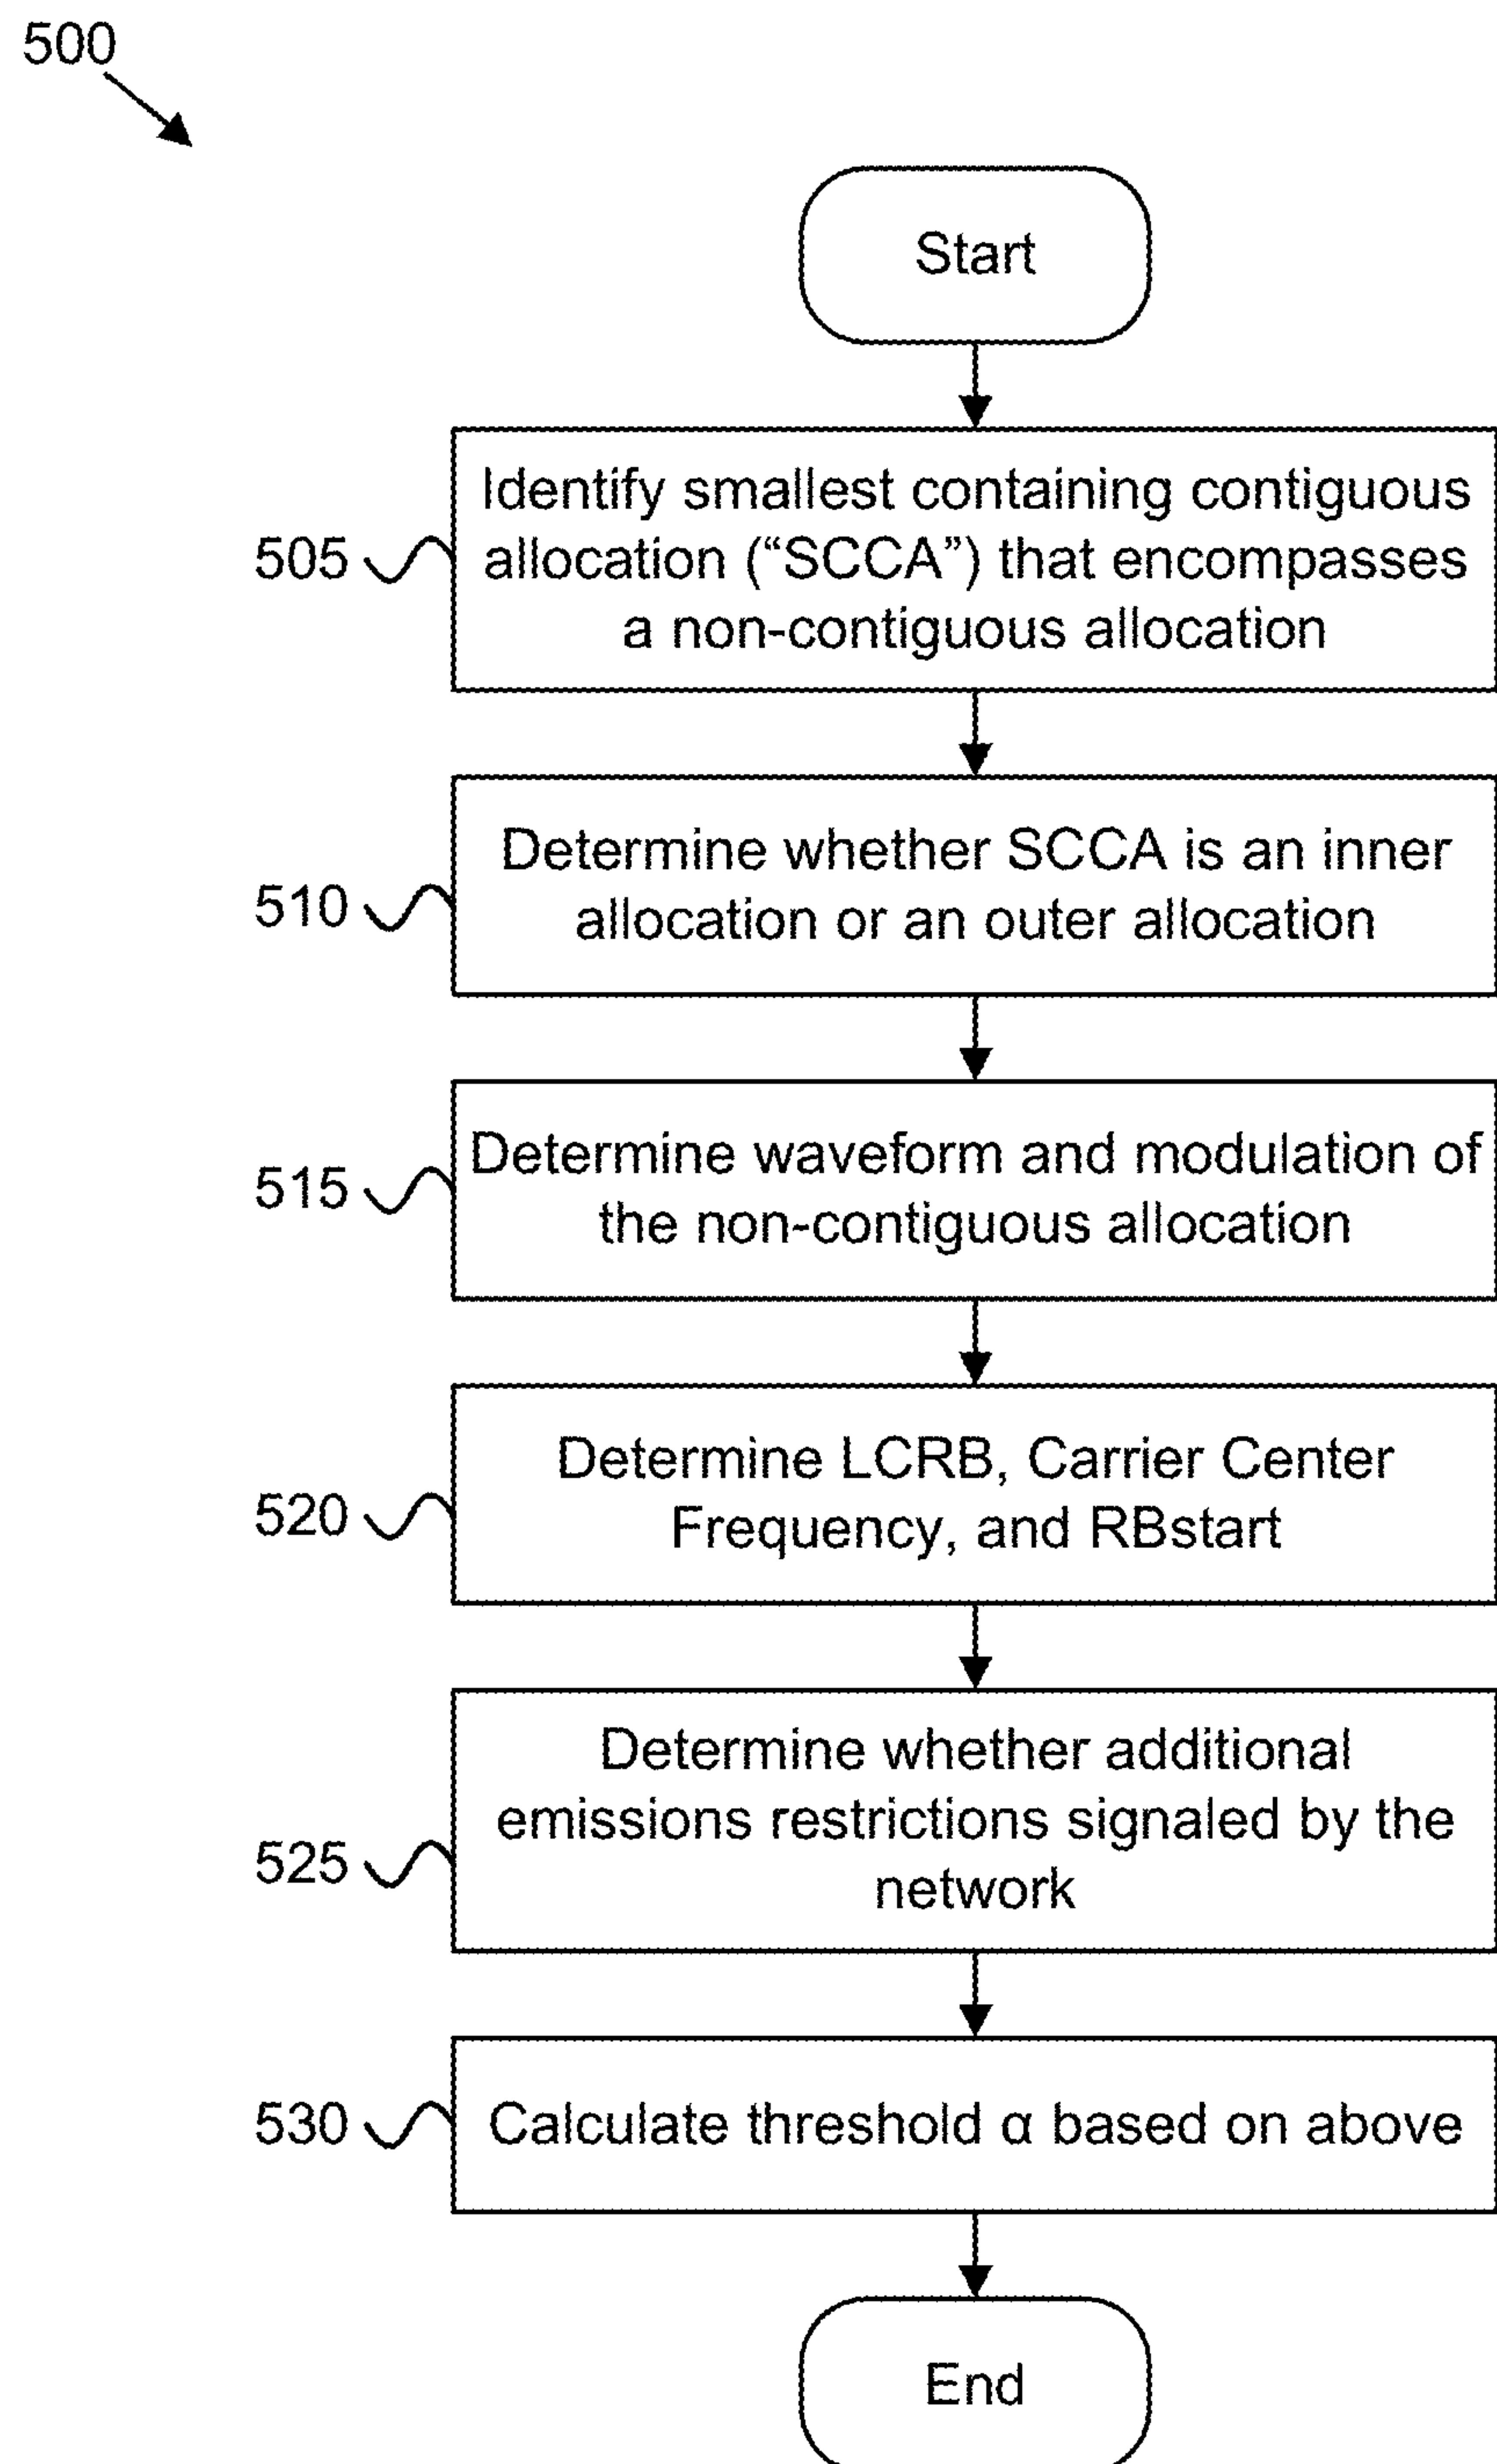 500
Start
505
Identify smallest containing contiguous
allocation (“SCCA”) that encompasses
a non-contiguous allocation
510
Determine whether SCCA is an inner
allocation or an outer allocation
515
Determine waveform and modulation of
the non-contiguous allocation
520
Determine LCRB, Carrier Center
Frequency, and RBstart
525
Determine whether additional
emissions restrictions signaled by the
network
530
Calculate threshold α based on above
End